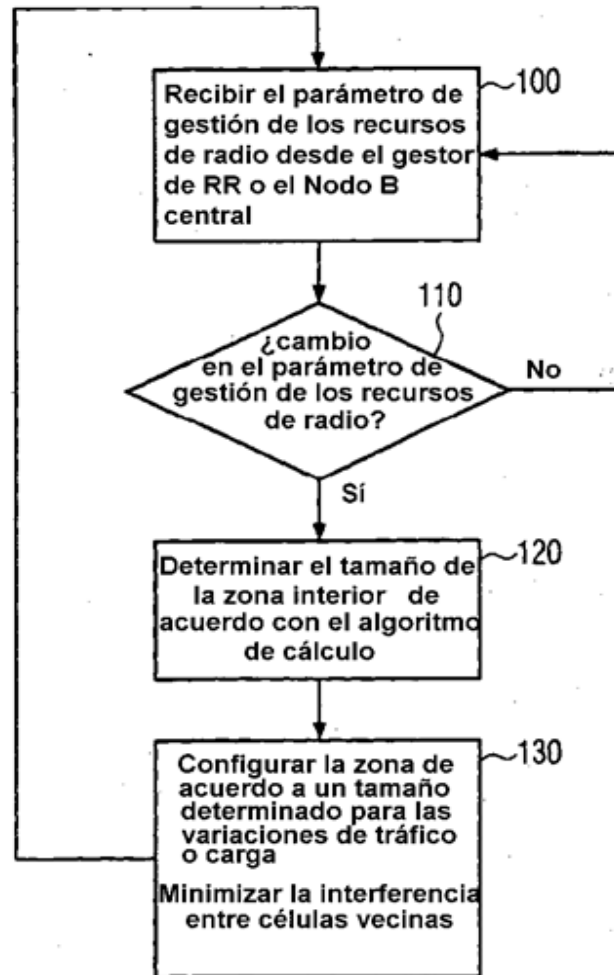 100
Recibir el parámetro de
gestión de los recursos
de radio desde el gestor
de RR o el Nodo B
central
110
¿cambio
en el parámetro de
gestión de los recursos
de radio?
No
Sí
120
Determinar el tamaño de
la zona interior de
acuerdo con el algoritmo
de cálculo
130
Configurar la zona de
acuerdo a un tamaño
determinado para las
variaciones de tráfico
o carga
Minimizar la interferencia
entre células vecinas